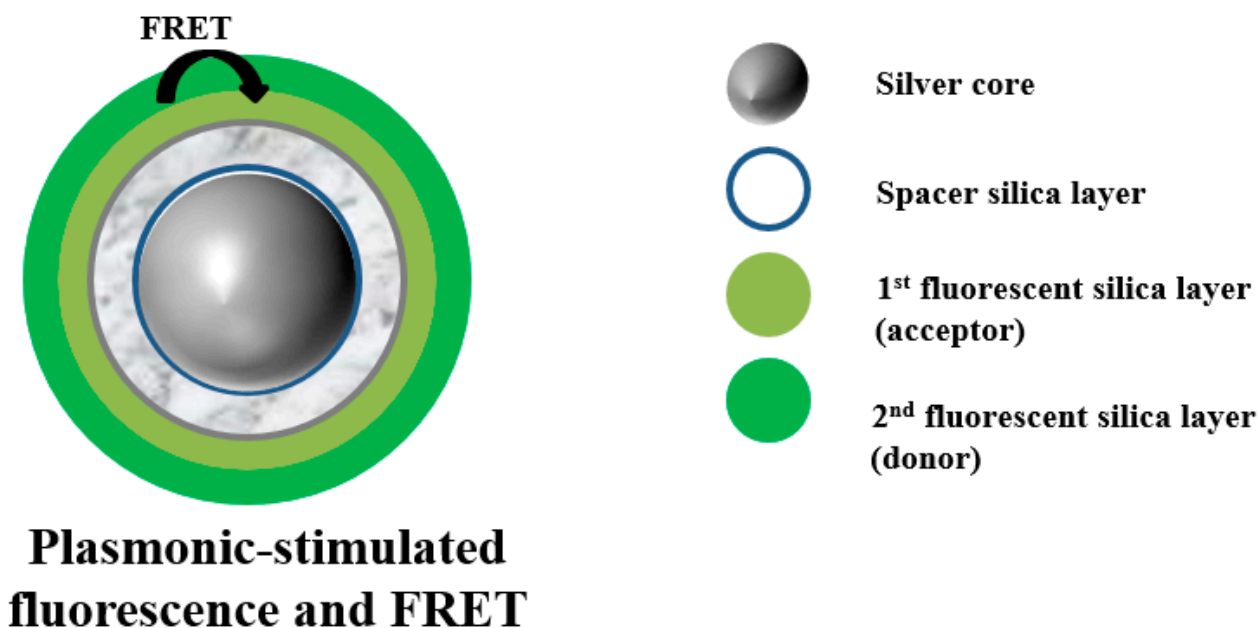 FRET
Silver core
Spacer silica layer
1st fluorescent silica layer
(acceptor)
2nd fluorescent silica layer
(donor)
Plasmonic-stimulated
fluorescence and FRET